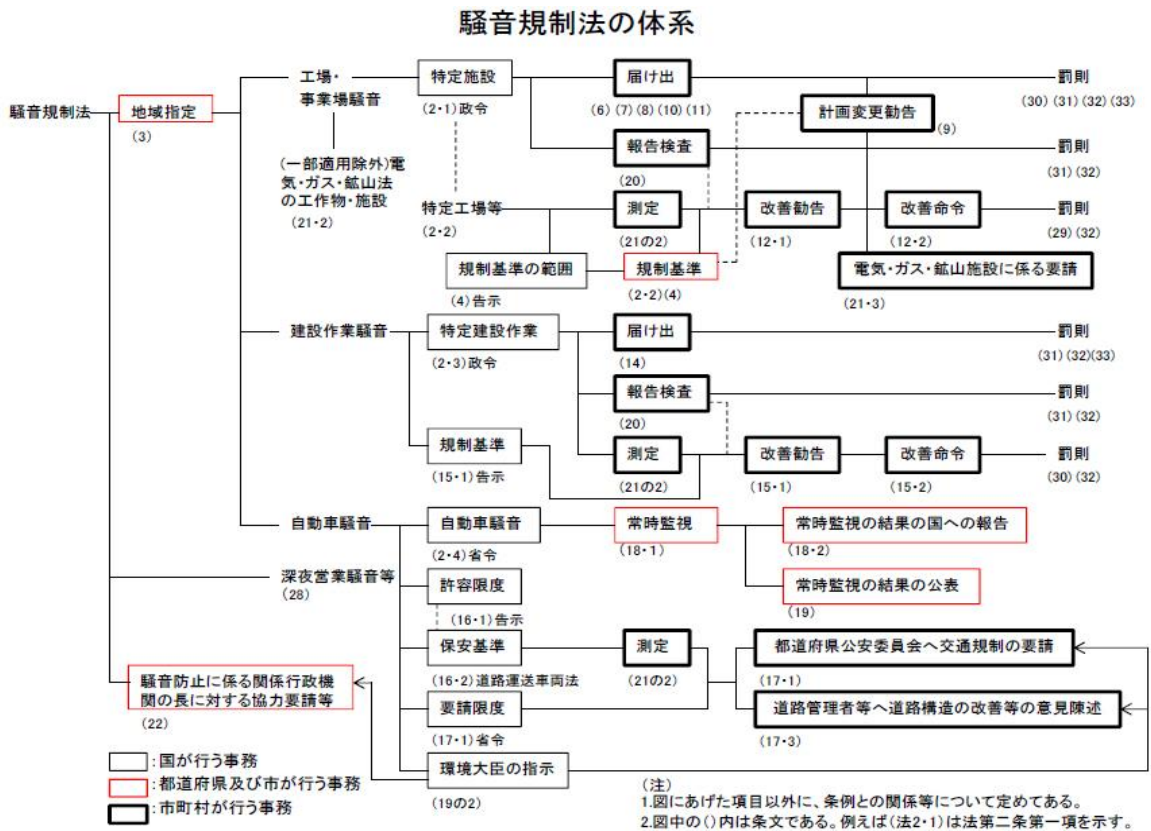 騒音規制法の体系
騒音規制法
地域指定
(3)
工場・
事業場騒音
特定施設
(2・1)政令
届け出
(6)(7)(8)(10)(11)
計画変更勧告
(9)
罰則
(30)(31)(32)(33)
報告検査
(20)
罰則
(31)(32)
(一部適用除外)電
気・ガス・鉱山法
の工作物・施設
(21・2)
特定工場等
(2・2)
測定
(21の2)
改善勧告
(12・1)
改善命令
(12・2)
罰則
(29)(32)
規制基準の範囲
(4)告示
規制基準
(2・2)(4)
電気・ガス・鉱山施設に係る要請
(21・3)
建設作業騒音
特定建設作業
(2・3)政令
届け出
(14)
罰則
(31)(32)(33)
報告検査
(20)
罰則
(31)(32)
規制基準
(15・1)告示
測定
(21の2)
改善勧告
(15・1)
改善命令
(15・2)
罰則
(30)(32)
自動車騒音
自動車騒音
(2・4)省令
常時監視
(18・1)
常時監視の結果の国への報告
(18・2)
深夜営業騒音等
(28)
許容限度
(16・1)告示
常時監視の結果の公表
(19)
保安基準
(16・2)道路運送車両法
測定
(21の2)
都道府県公安委員会へ交通規制の要請
(17・1)
騒音防止に係る関係行政機
関の長に対する協力要請等
(22)
要請限度
(17・1)省令
道路管理者等へ道路構造の改善等の意見陳述
(17・3)
環境大臣の指示
(19の2)
:国が行う事務
:都道府県及び市が行う事務
:市町村が行う事務
(注)
1.図にあげた項目以外に、条例との関係等について定めてある。
2.図中の()内は条文である。例えば(法2・1)は法第二条第一項を示す。